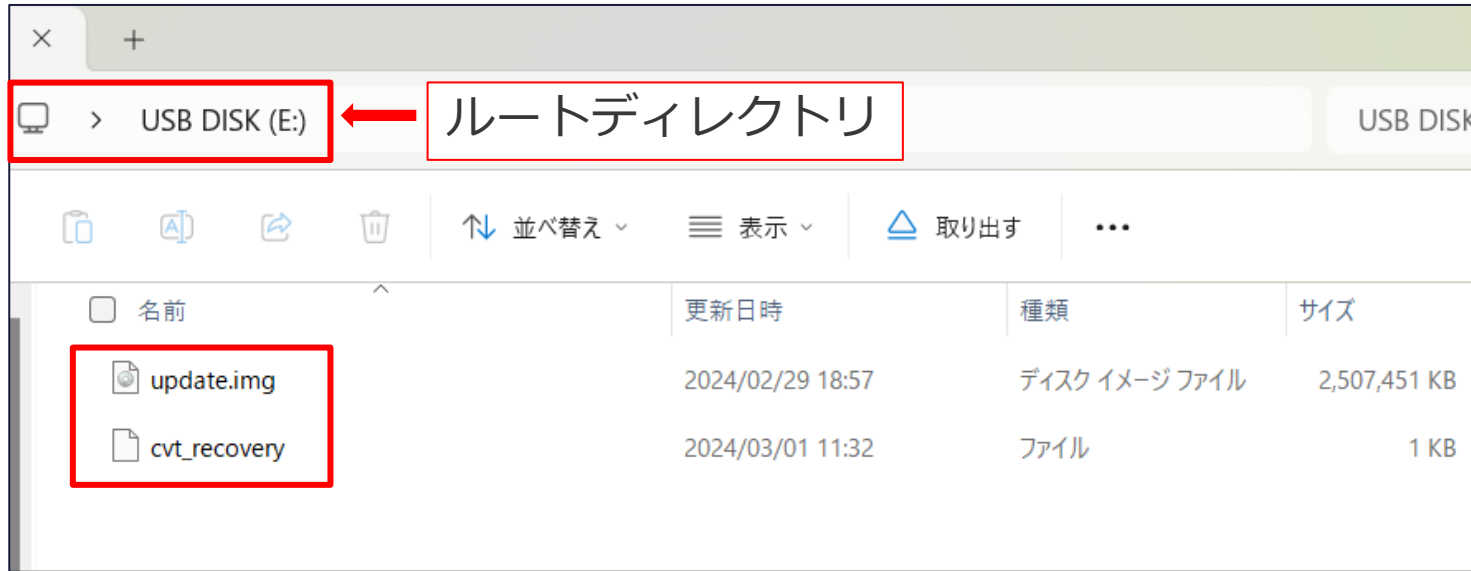 USB DISK (E:)
ルートディレクトリ
USB DISK
並べ替え
表示
取り出す
名前
更新日時
種類
サイズ
update.img
2024/02/29 18:57
ディスク イメージ ファイル
2,507,451 KB
cvt_recovery
2024/03/01 11:32
ファイル
1 KB